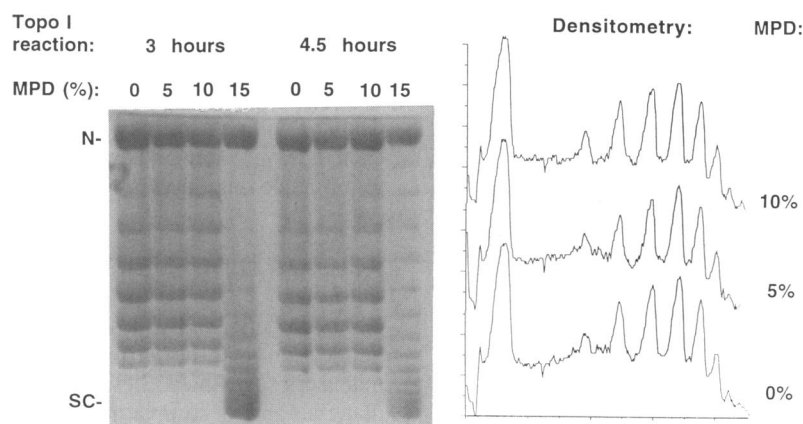 Topo I
reaction: 3 hours 4.5 hours
MPD (%): 0 5 10 15 0 5 10 15
N-
SC-
Densitometry: MPD:
10%
5%
0%